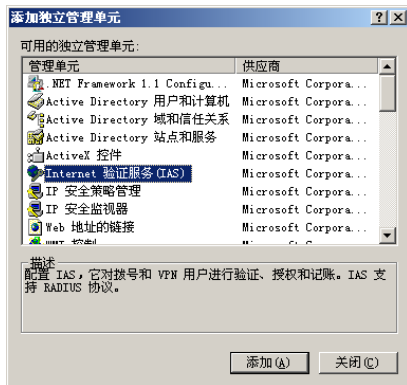 添加独立管理单元
可用的独立管理单元:
管理单元 供应商
.NET Framework 1.1 Configu... Microsoft Corpora...
Active Directory 用户和计算机 Microsoft Corpora...
Active Directory 域和信任关系 Microsoft Corpora...
Active Directory 站点和服务 Microsoft Corpora...
ActiveX 控件 Microsoft Corpora...
Internet 验证服务(IAS) Microsoft Corpora...
IP 安全策略管理 Microsoft Corpora...
IP 安全监视器 Microsoft Corpora...
Web 地址的链接 Microsoft Corpora...
描述
配置 IAS，它对拨号和 VPN 用户进行验证、授权和记账。IAS 支
持 RADIUS 协议。
添加(A) 关闭(C)